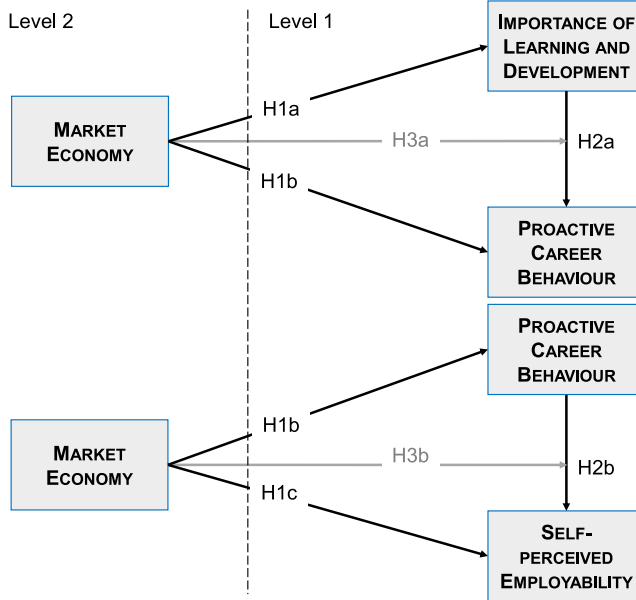 Level 2
Level 1
IMPORTANCE OF
LEARNING AND
DEVELOPMENT
H1a
MARKET
ECONOMY
H3a
H2a
H1b
PROACTIVE
CAREER
BEHAVIOUR
PROACTIVE
CAREER
BEHAVIOUR
H1b
MARKET
ECONOMY
H3b
H2b
H1c
SELF-
PERCEIVED
EMPLOYABILITY